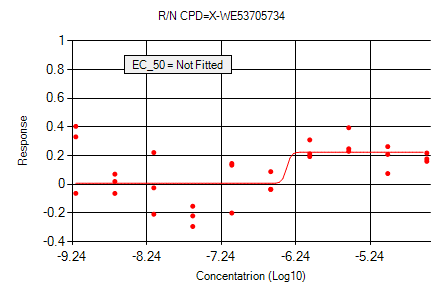 R/N CPD=X-WE53705734
1
0.8
EC_50 = Not Fitted
0.6
0.4
0.2
0
-0.2
-0.4
Response
-9.24 -8.24 -7.24 -6.24 -5.24
Concentatrion (Log10)